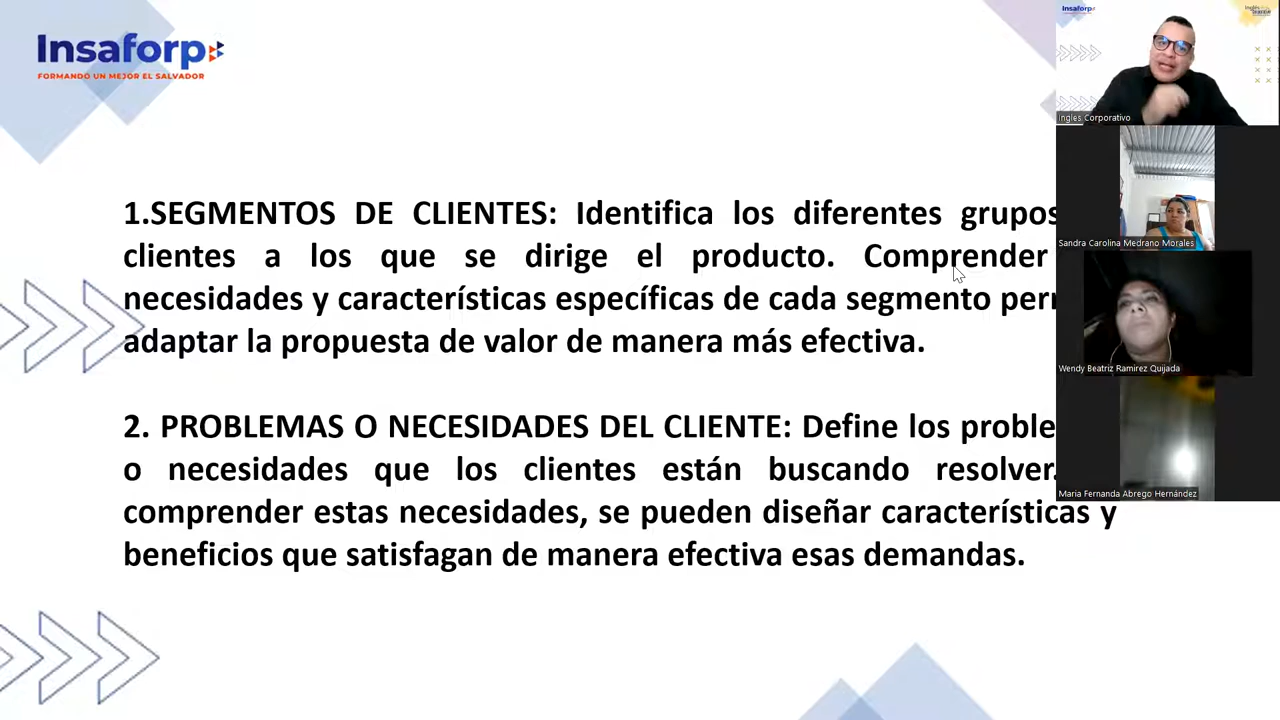 Insaforp
FORMANDO UN MEJOR EL SALVADOR
1.SEGMENTOS DE CLIENTES: Identifica los diferentes grupos
clientes a los que se dirige el producto. Comprender
necesidades y características específicas de cada segmento
adaptar la propuesta de valor de manera más efectiva.
2. PROBLEMAS O NECESIDADES DEL CLIENTE: Define los
o necesidades que los clientes están buscando resolver.
comprender estas necesidades, se pueden diseñar características y
beneficios que satisfagan de manera efectiva esas demandas.
Insaforp
Ingles Corporativo
Sandra Carolina Medrano Morales
Wendy Beatriz Ramirez Quijada
Maria Fernanda Abrego Hernández